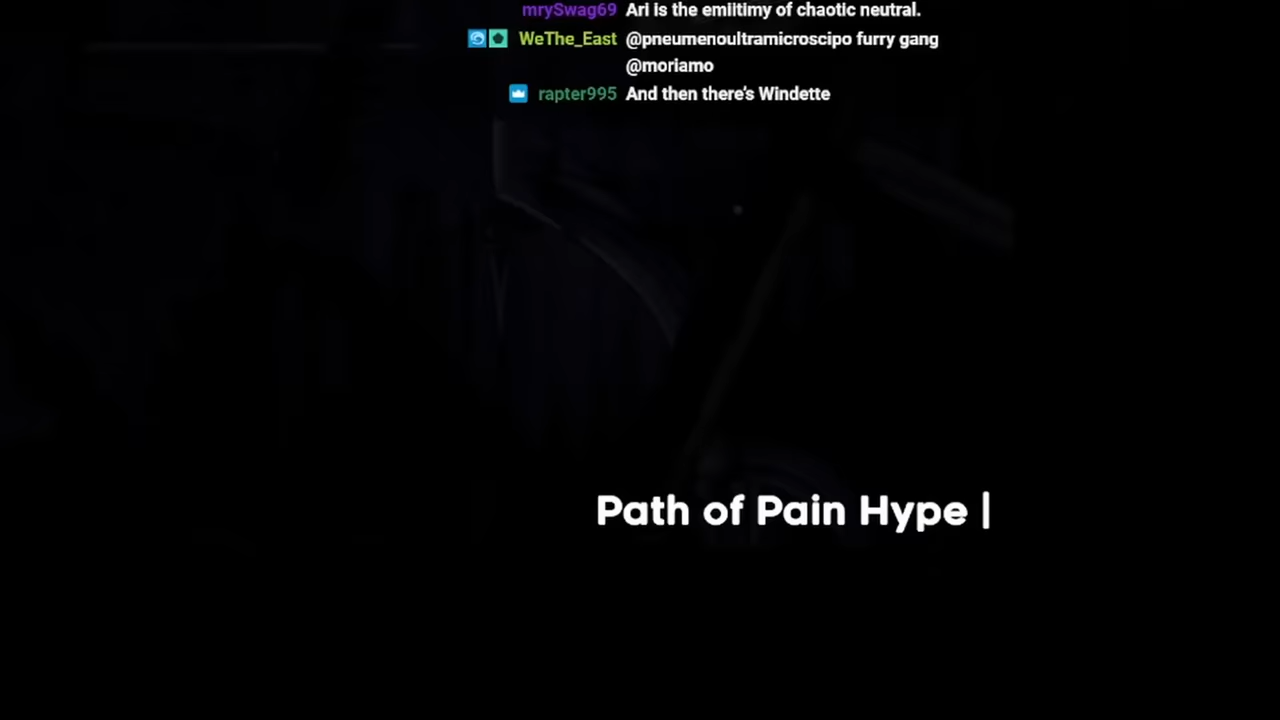 mrySwag69 Ari is the emiitimy of chaotic neutral.
WeThe_East @pneumenoultramicroscipo furry gang
@moriamo
rapter995 And then there's Windette
Path of Pain Hype |